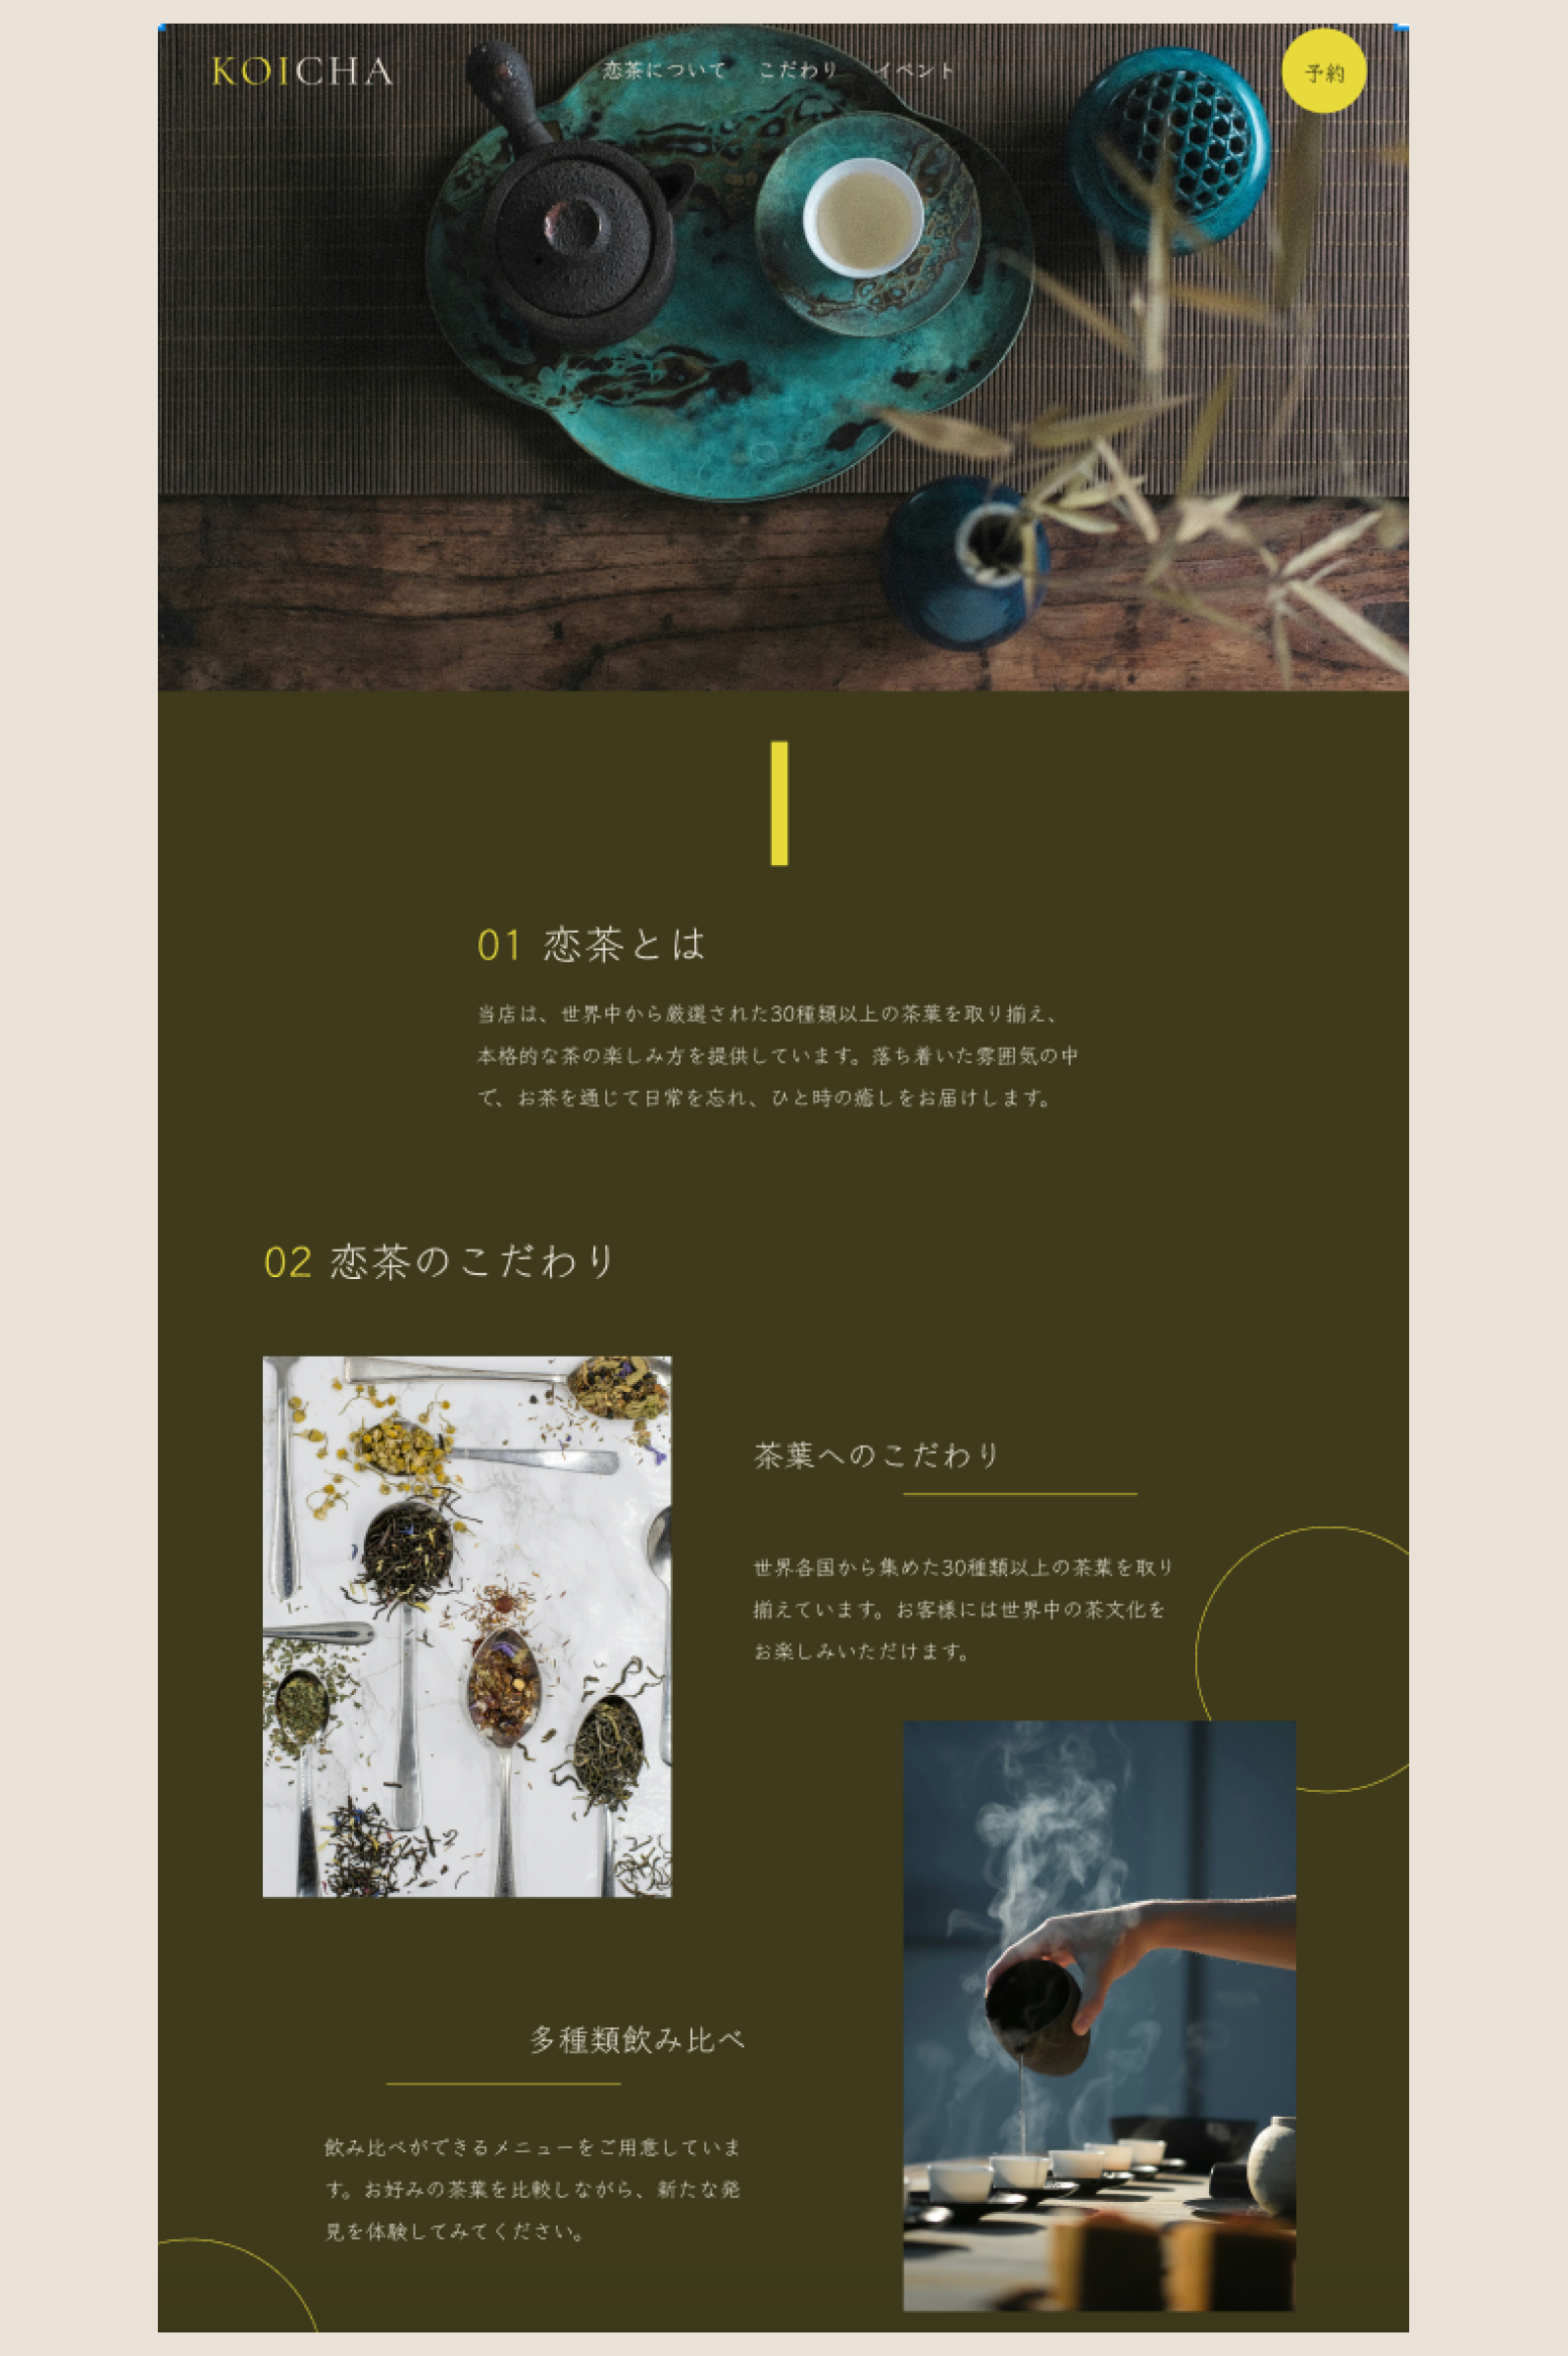 KOICHA
恋茶について こだわり イベント
予約
01 恋茶とは
当店は、世界中から厳選された30種類以上の茶葉を取り揃え、
本格的な茶の楽しみ方を提供しています。落ち着いた雰囲気の中
で、お茶を通じて日常を忘れ、ひと時の癒しをお届けします。
02 恋茶のこだわり
茶葉へのこだわり
世界各国から集めた30種類以上の茶葉を取り
揃えています。お客様には世界中の茶文化を
お楽しみいただけます。
多種類飲み比べ
飲み比べができるメニューをご用意していま
す。お好みの茶葉を比較しながら、新たな発
見を体験してみてください。